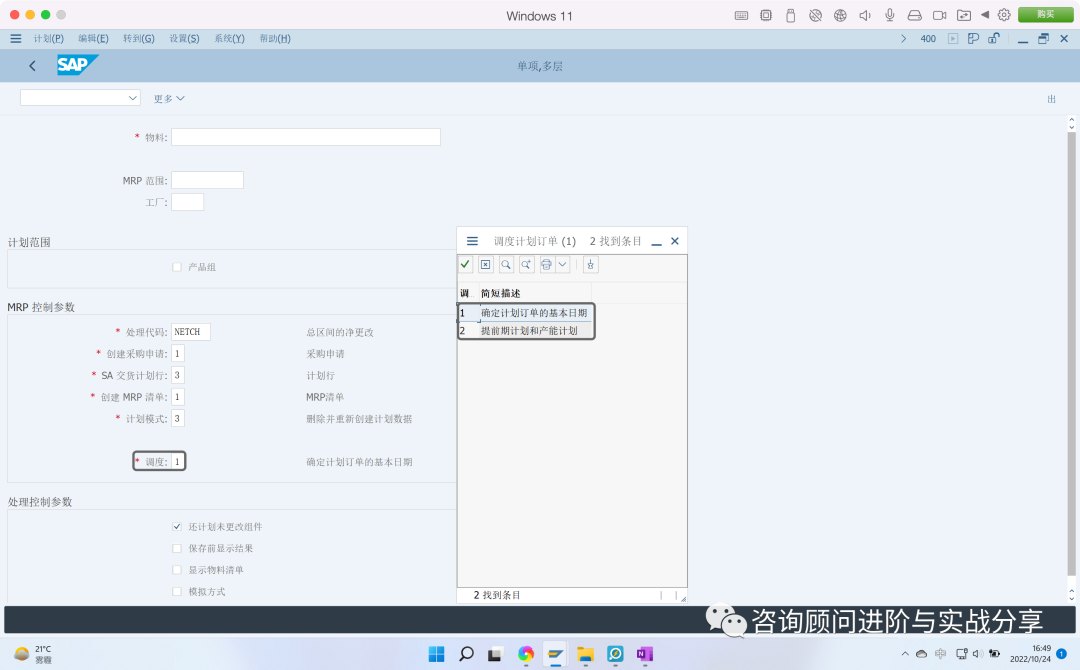 Windows 11
购买
计划(P) 编辑(E) 转到(G) 设置(S) 系统(Y) 帮助(H)
400
SAP
单项,多层
更多
出
* 物料:
MRP 范围:
工厂:
计划范围
产品组
MRP 控制参数
* 处理代码: NETCH 总区间的净更改
* 创建采购申请: 1 采购申请
* SA 交货计划行: 3 计划行
* 创建 MRP 清单: 1 MRP清单
* 计划模式: 3 删除并重新创建计划数据
* 调度: 1 确定计划订单的基本日期
处理控制参数
还计划未更改组件
保存前显示结果
显示物料清单
模拟方式
调度计划订单 (1) 2 找到条目
调 简短描述
1 确定计划订单的基本日期
2 提前期计划和产能计划
2 找到条目
咨询顾问进阶与实战分享
21°C
雾霾
N
中
16:49
2022/10/24
1